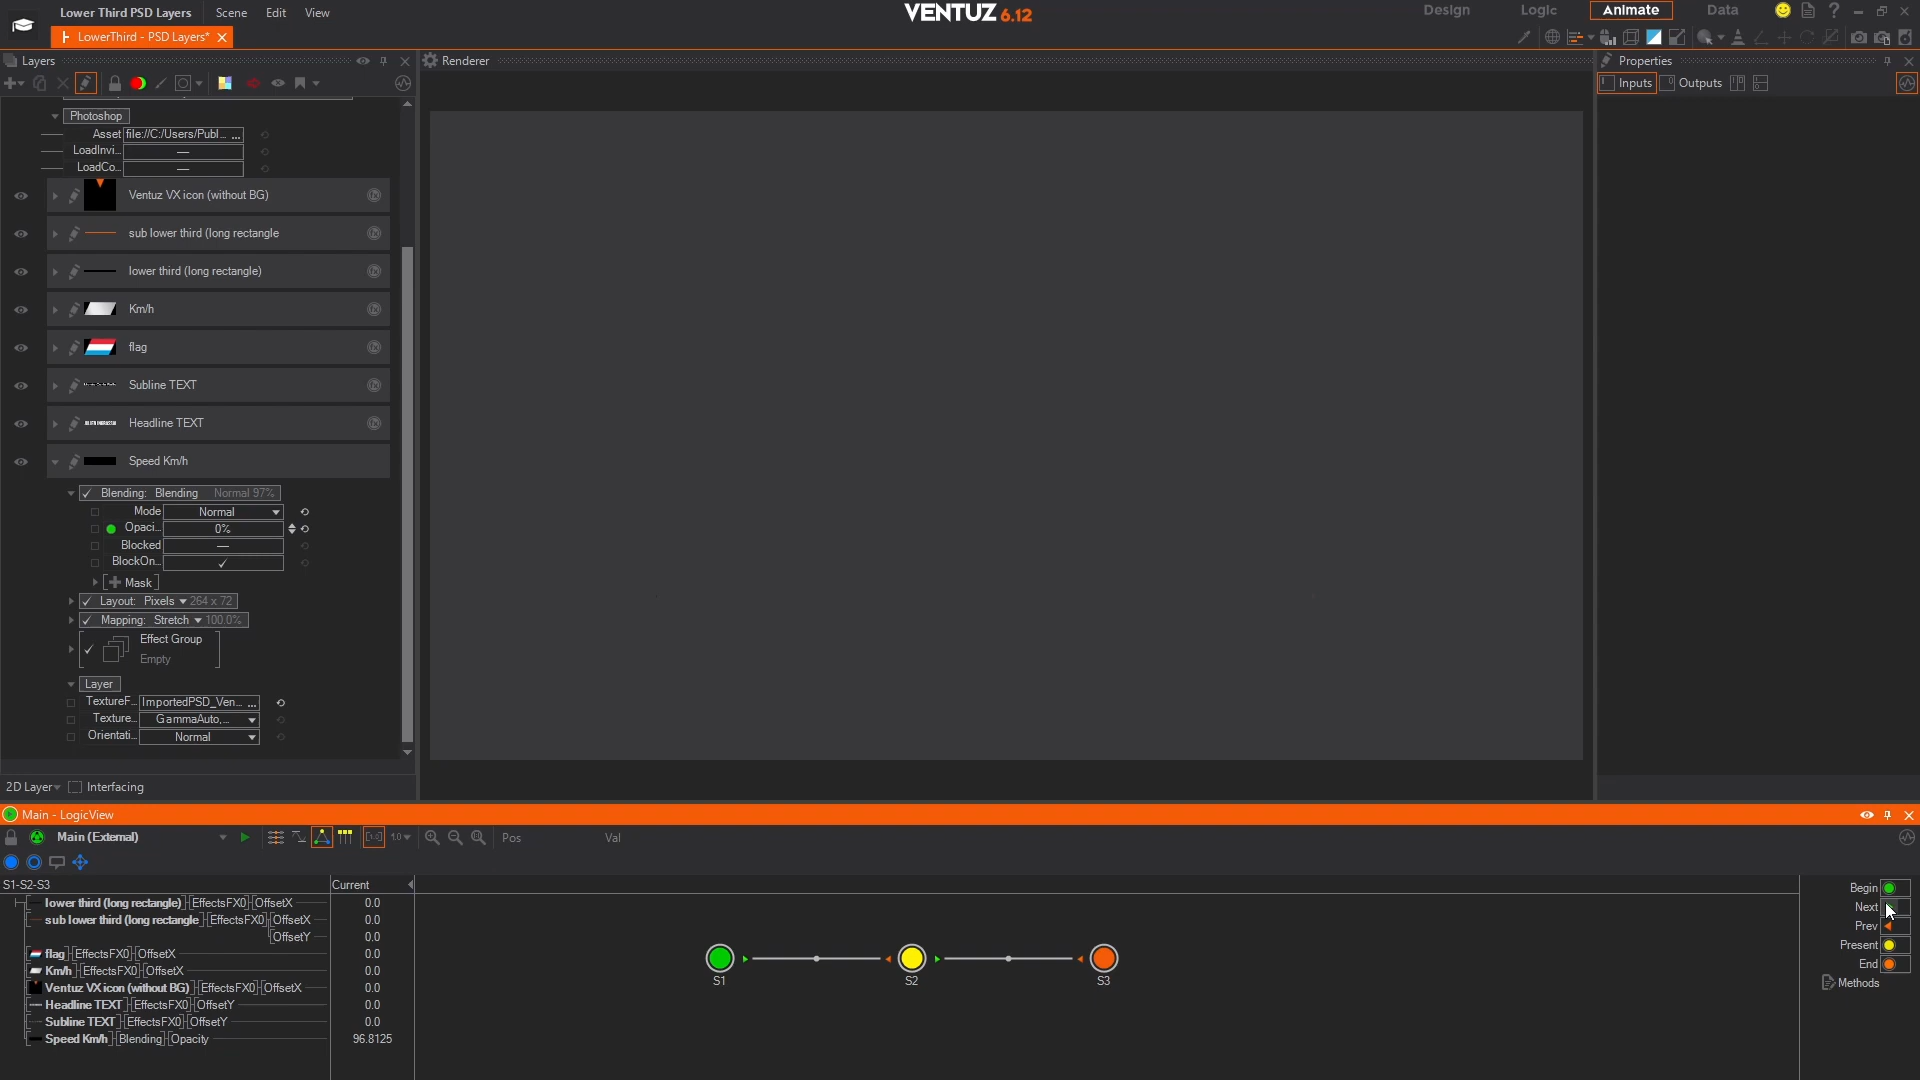 Lower Third PSD Layers Scene Edit View VENTUZ 6.12 Design Logic Animate Data
LowerThird - PSD Layers*
Layers Renderer Properties
Inputs Outputs
Photoshop
Asset file://C:/Users/Publ... ...
LoadInvi... —
LoadCo... —
Ventuz VX icon (without BG)
sub lower third (long rectangle
lower third (long rectangle)
Km/h
flag
Subline TEXT
Headline TEXT
Speed Km/h
Blending: Blending Normal 97%
Mode Normal
Opaci... 0%
Blocked —
BlockOn...
Mask
Layout: Pixels 264 x 72
Mapping: Stretch 100.0%
Effect Group
Empty
Layer
TextureF... ImportedPSD_Ven... ...
Texture... GammaAuto,...
Orientati... Normal
2D Layer Interfacing
Main - LogicView
Main (External) 1.0 Pos Val
S1-S2-S3 Current
lower third (long rectangle) EffectsFX0 OffsetX 0.0
sub lower third (long rectangle EffectsFX0 OffsetX 0.0
OffsetY 0.0
flag EffectsFX0 OffsetX 0.0
Km/h EffectsFX0 OffsetX 0.0
Ventuz VX icon (without BG) EffectsFX0 OffsetX 0.0
Headline TEXT EffectsFX0 OffsetY 0.0
Subline TEXT EffectsFX0 OffsetY 0.0
Speed Km/h Blending Opacity 96.8125
S1 S2 S3
Begin
Next
Prev
Present
End
Methods